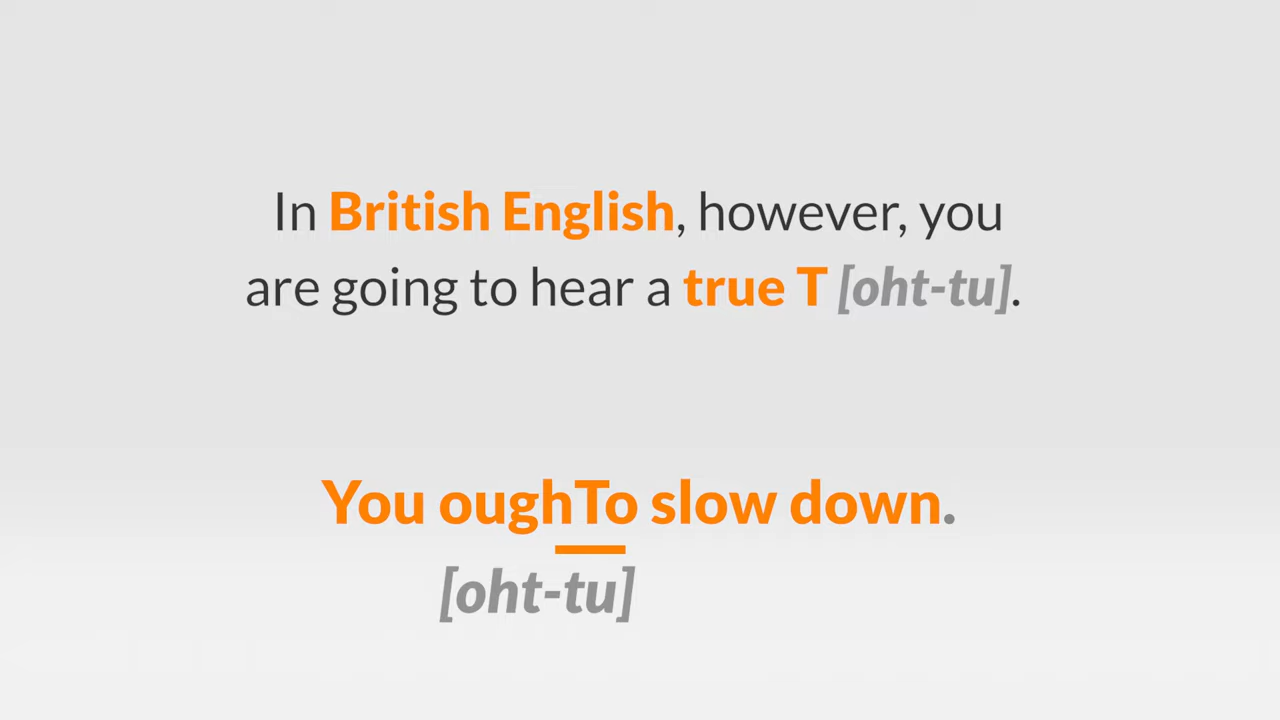 In British English, however, you
are going to hear a true T [oht-tu].
You oughTo slow down.
[oht-tu]